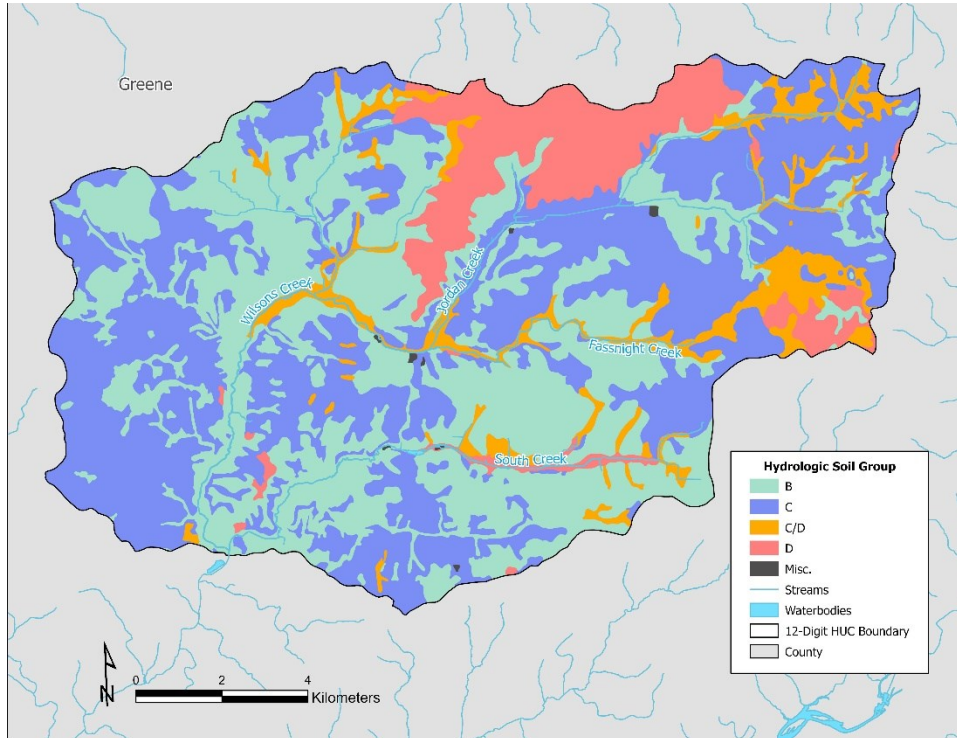 Greene
Wilsons Creek
Jordan Creek
Fassnight Creek
South Creek
Hydrologic Soil Group
B
C
C/D
D
Misc.
Streams
Waterbodies
12-Digit HUC Boundary
County
N
0 2 4
Kilometers